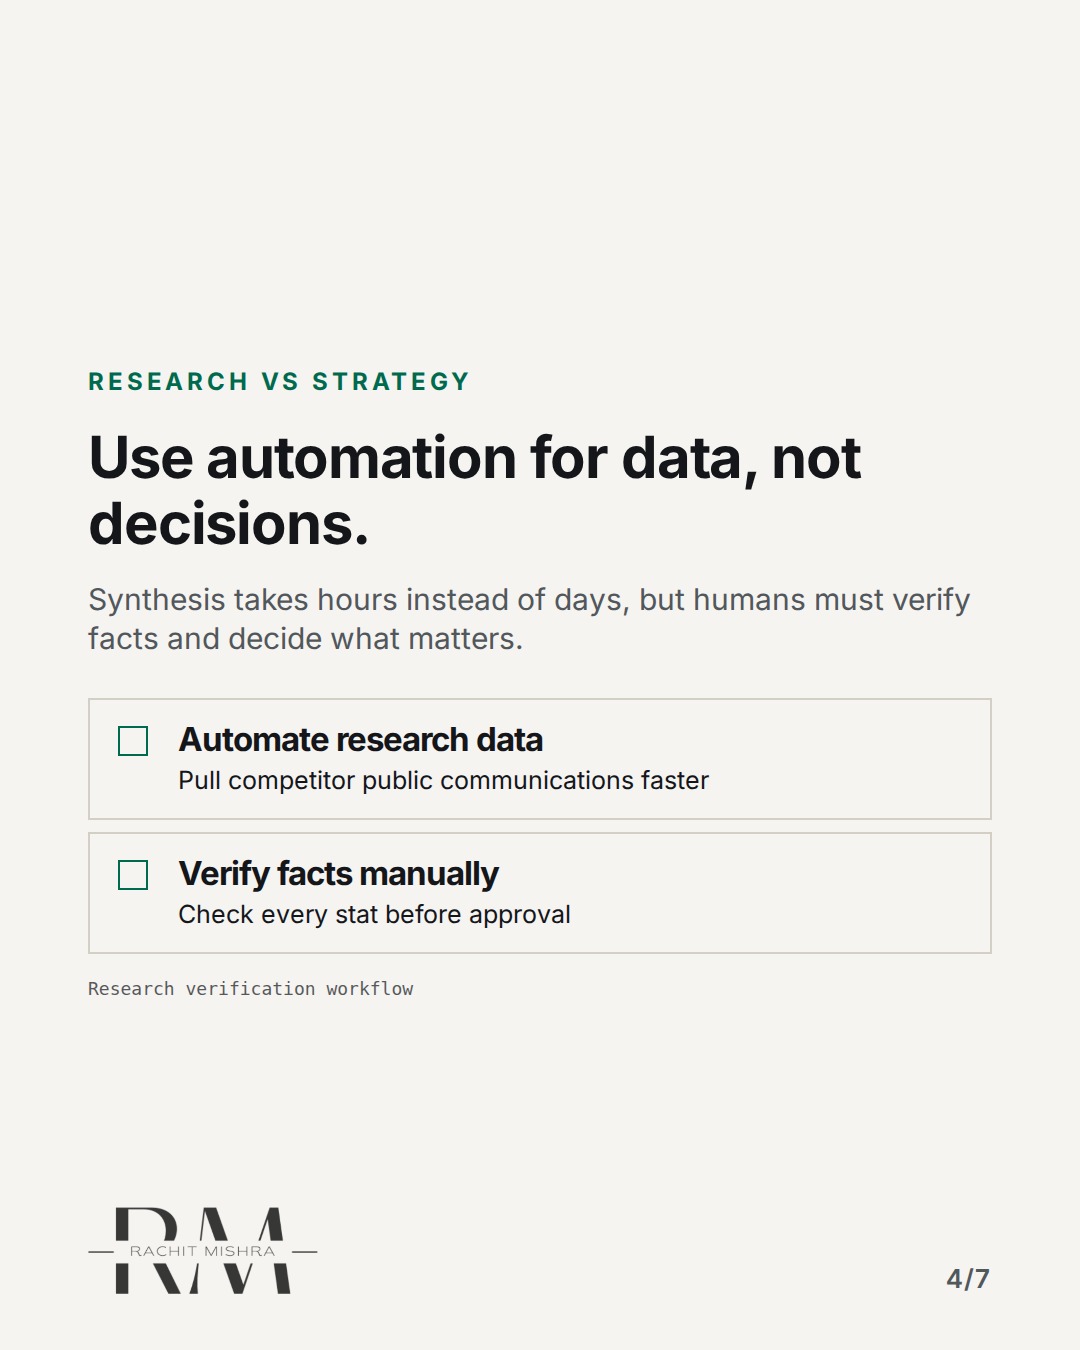 RESEARCH VS STRATEGY
Use automation for data, not
decisions.
Synthesis takes hours instead of days, but humans must verify
facts and decide what matters.
Automate research data
Pull competitor public communications faster
Verify facts manually
Check every stat before approval
Research verification workflow
RM
RACHIT MISHRA
4/7